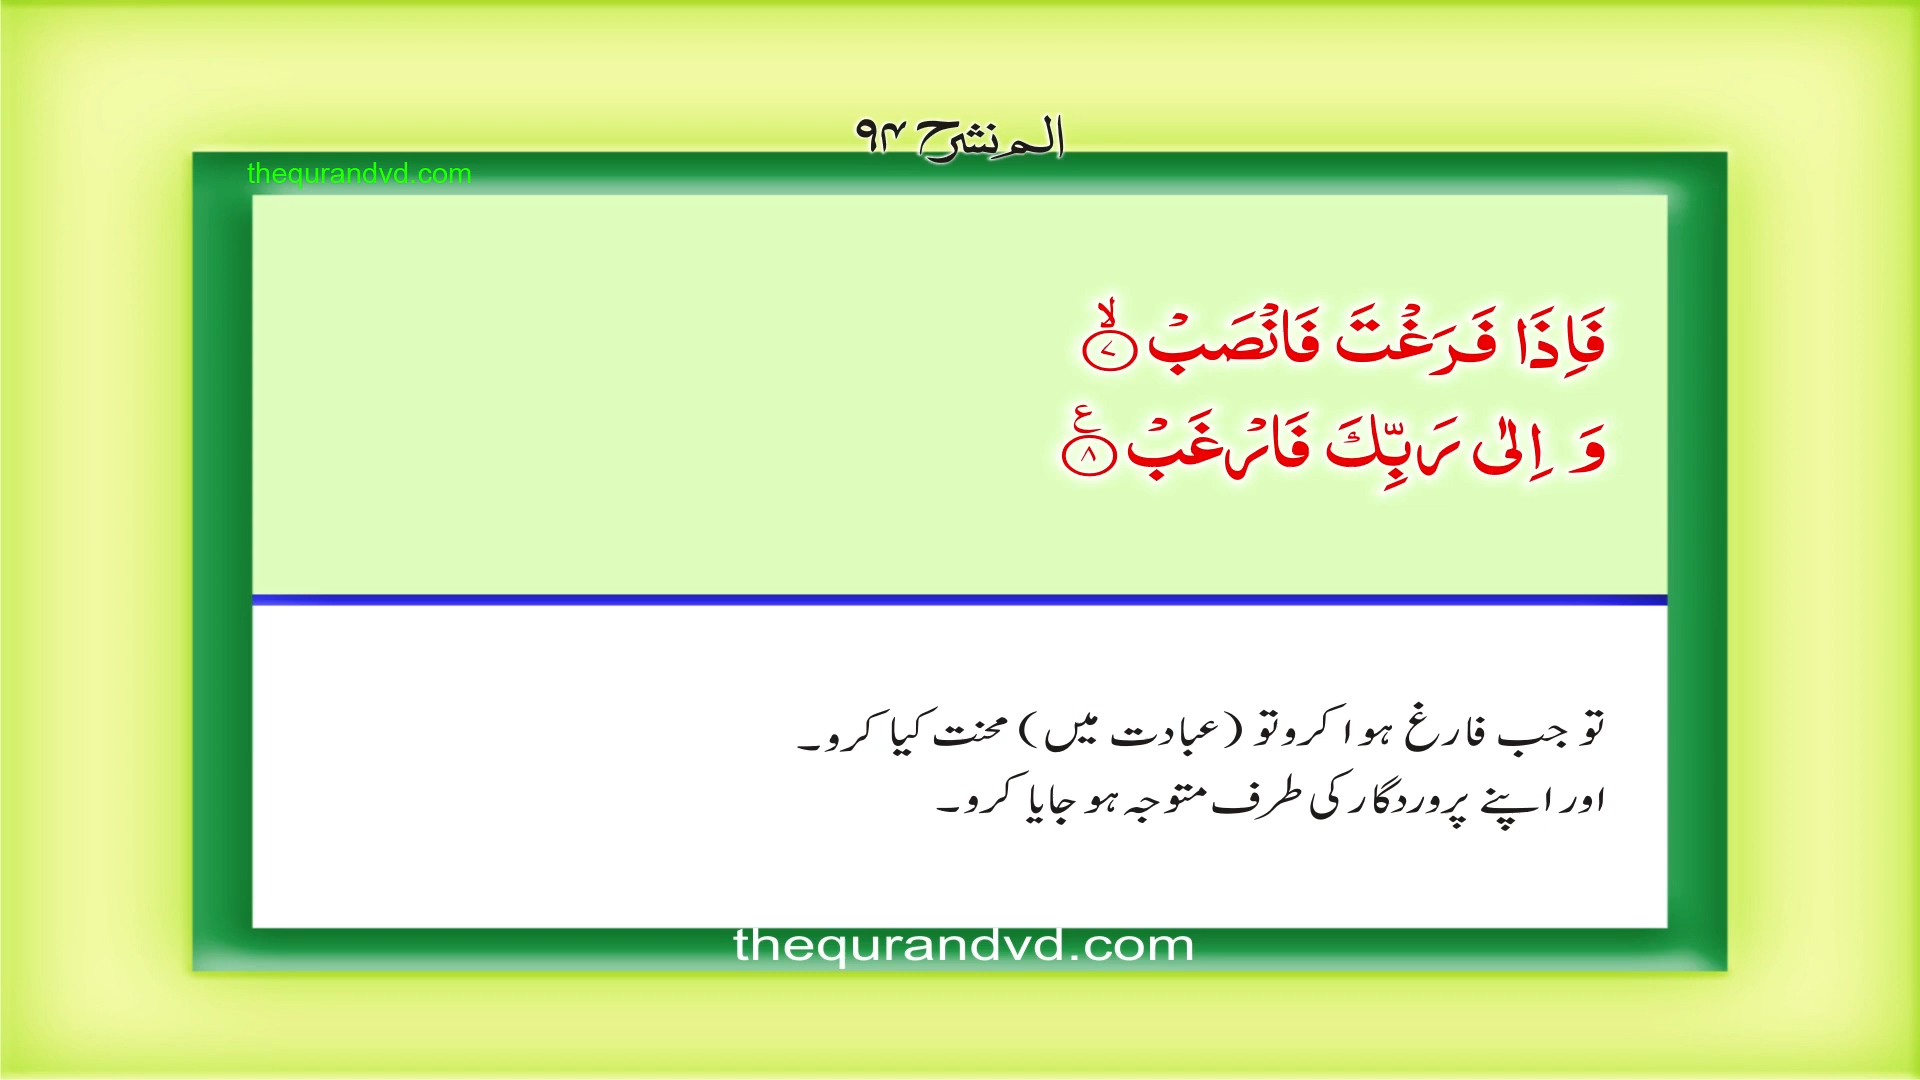 الم نشرح ۹۴
thequrandvd.com
فَاِذَا فَرَغْتَ فَانْصَبْ ۙ﴿۷﴾
وَ اِلٰى رَبِّكَ فَارْغَبْ ﴿۸﴾ ع
تو جب فارغ ہوا کرو تو (عبادت میں) محنت کیا کرو۔
اور اپنے پروردگار کی طرف متوجہ ہو جایا کرو۔
thequrandvd.com